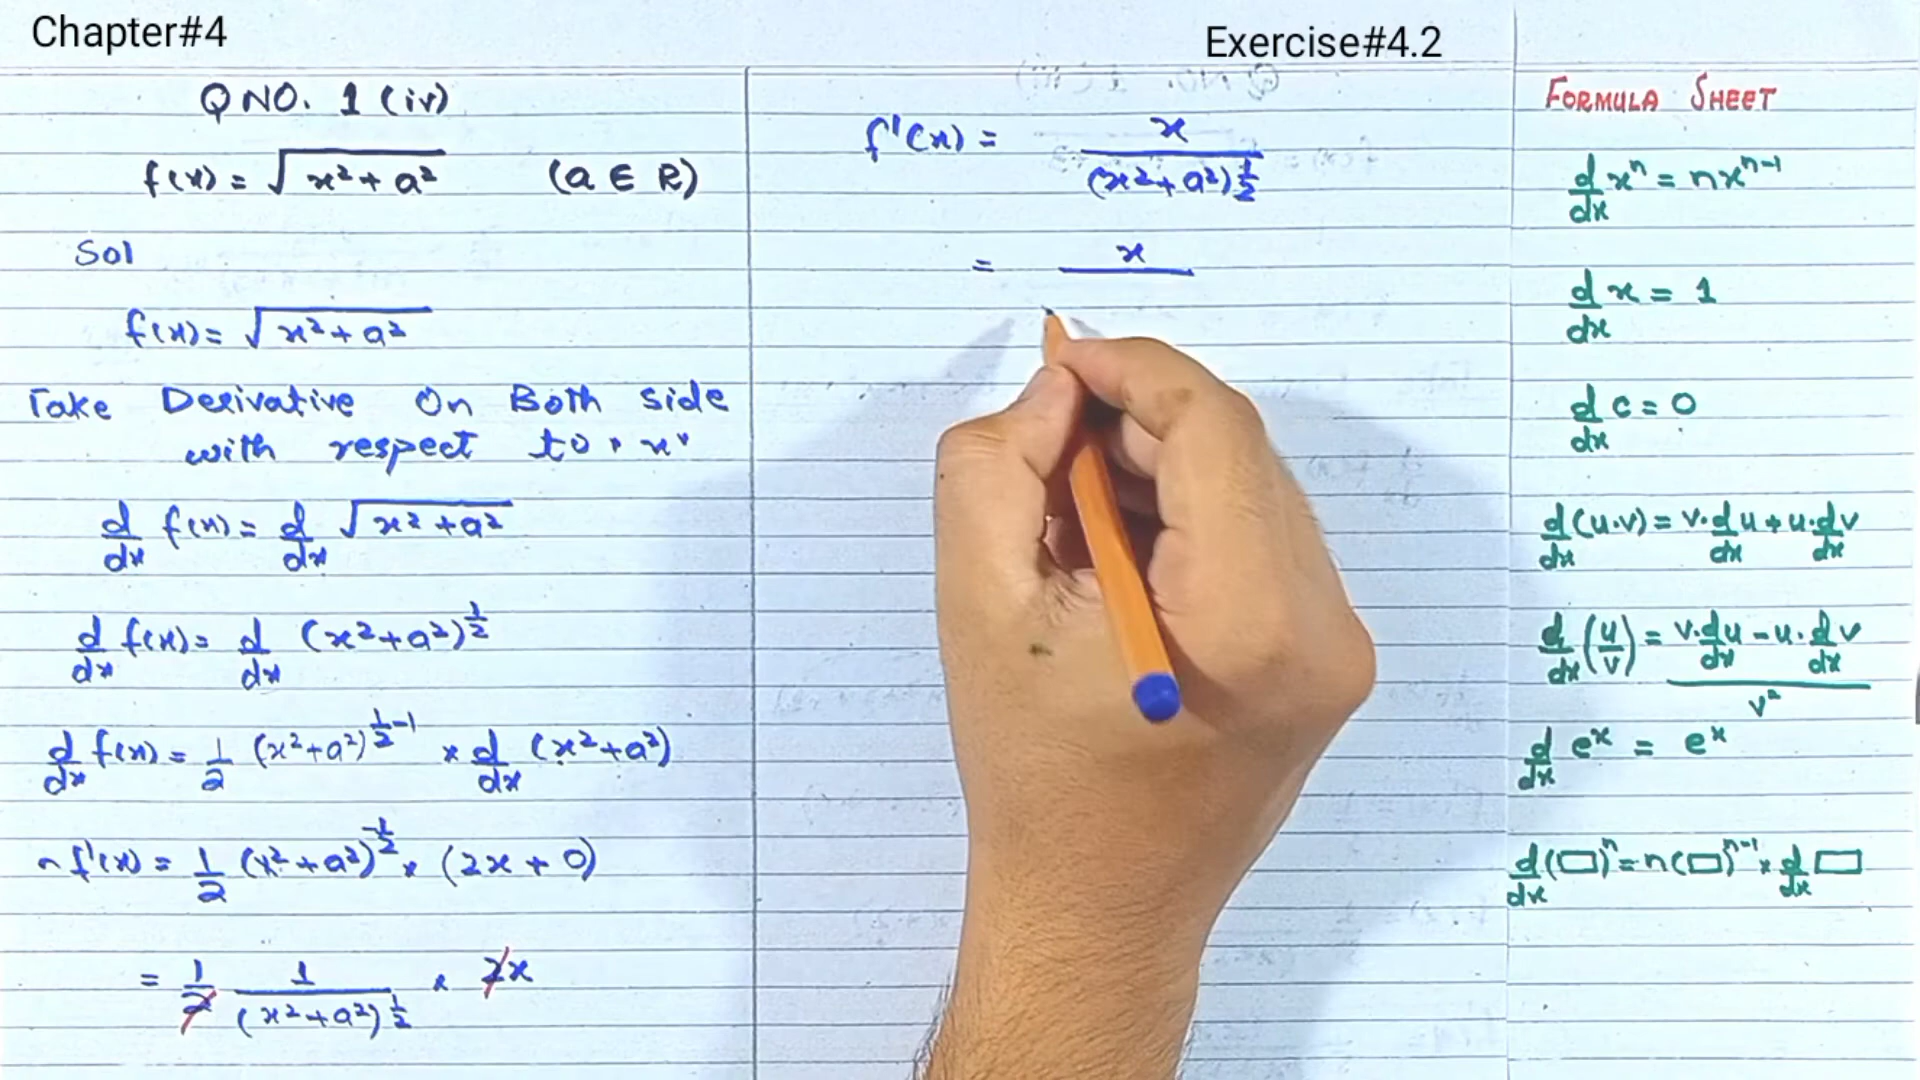 Chapter#4
Exercise#4.2
Q NO. 1 (iv)
f(x) = √(x² + a²) (a ∈ R)
Sol
f(x) = √(x² + a²)
Take Derivative On Both side
with respect to "x"
d/dx f(x) = d/dx √(x² + a²)
d/dx f(x) = d/dx (x² + a²)^(1/2)
d/dx f(x) = 1/2 (x² + a²)^(1/2 - 1) × d/dx (x² + a²)
f'(x) = 1/2 (x² + a²)^(-1/2) × (2x + 0)
= 1/2 1/(x² + a²)^(1/2) × 2x
f'(x) = x/(x² + a²)^(1/2)
= x
FORMULA SHEET
d/dx xⁿ = nxⁿ⁻¹
d/dx x = 1
d/dx c = 0
d/dx (u·v) = v·d/dx u + u·d/dx v
d/dx (u/v) = (v·d/dx u - u·d/dx v)/v²
d/dx eˣ = eˣ
d/dx (□)ⁿ = n(□)ⁿ⁻¹ × d/dx □